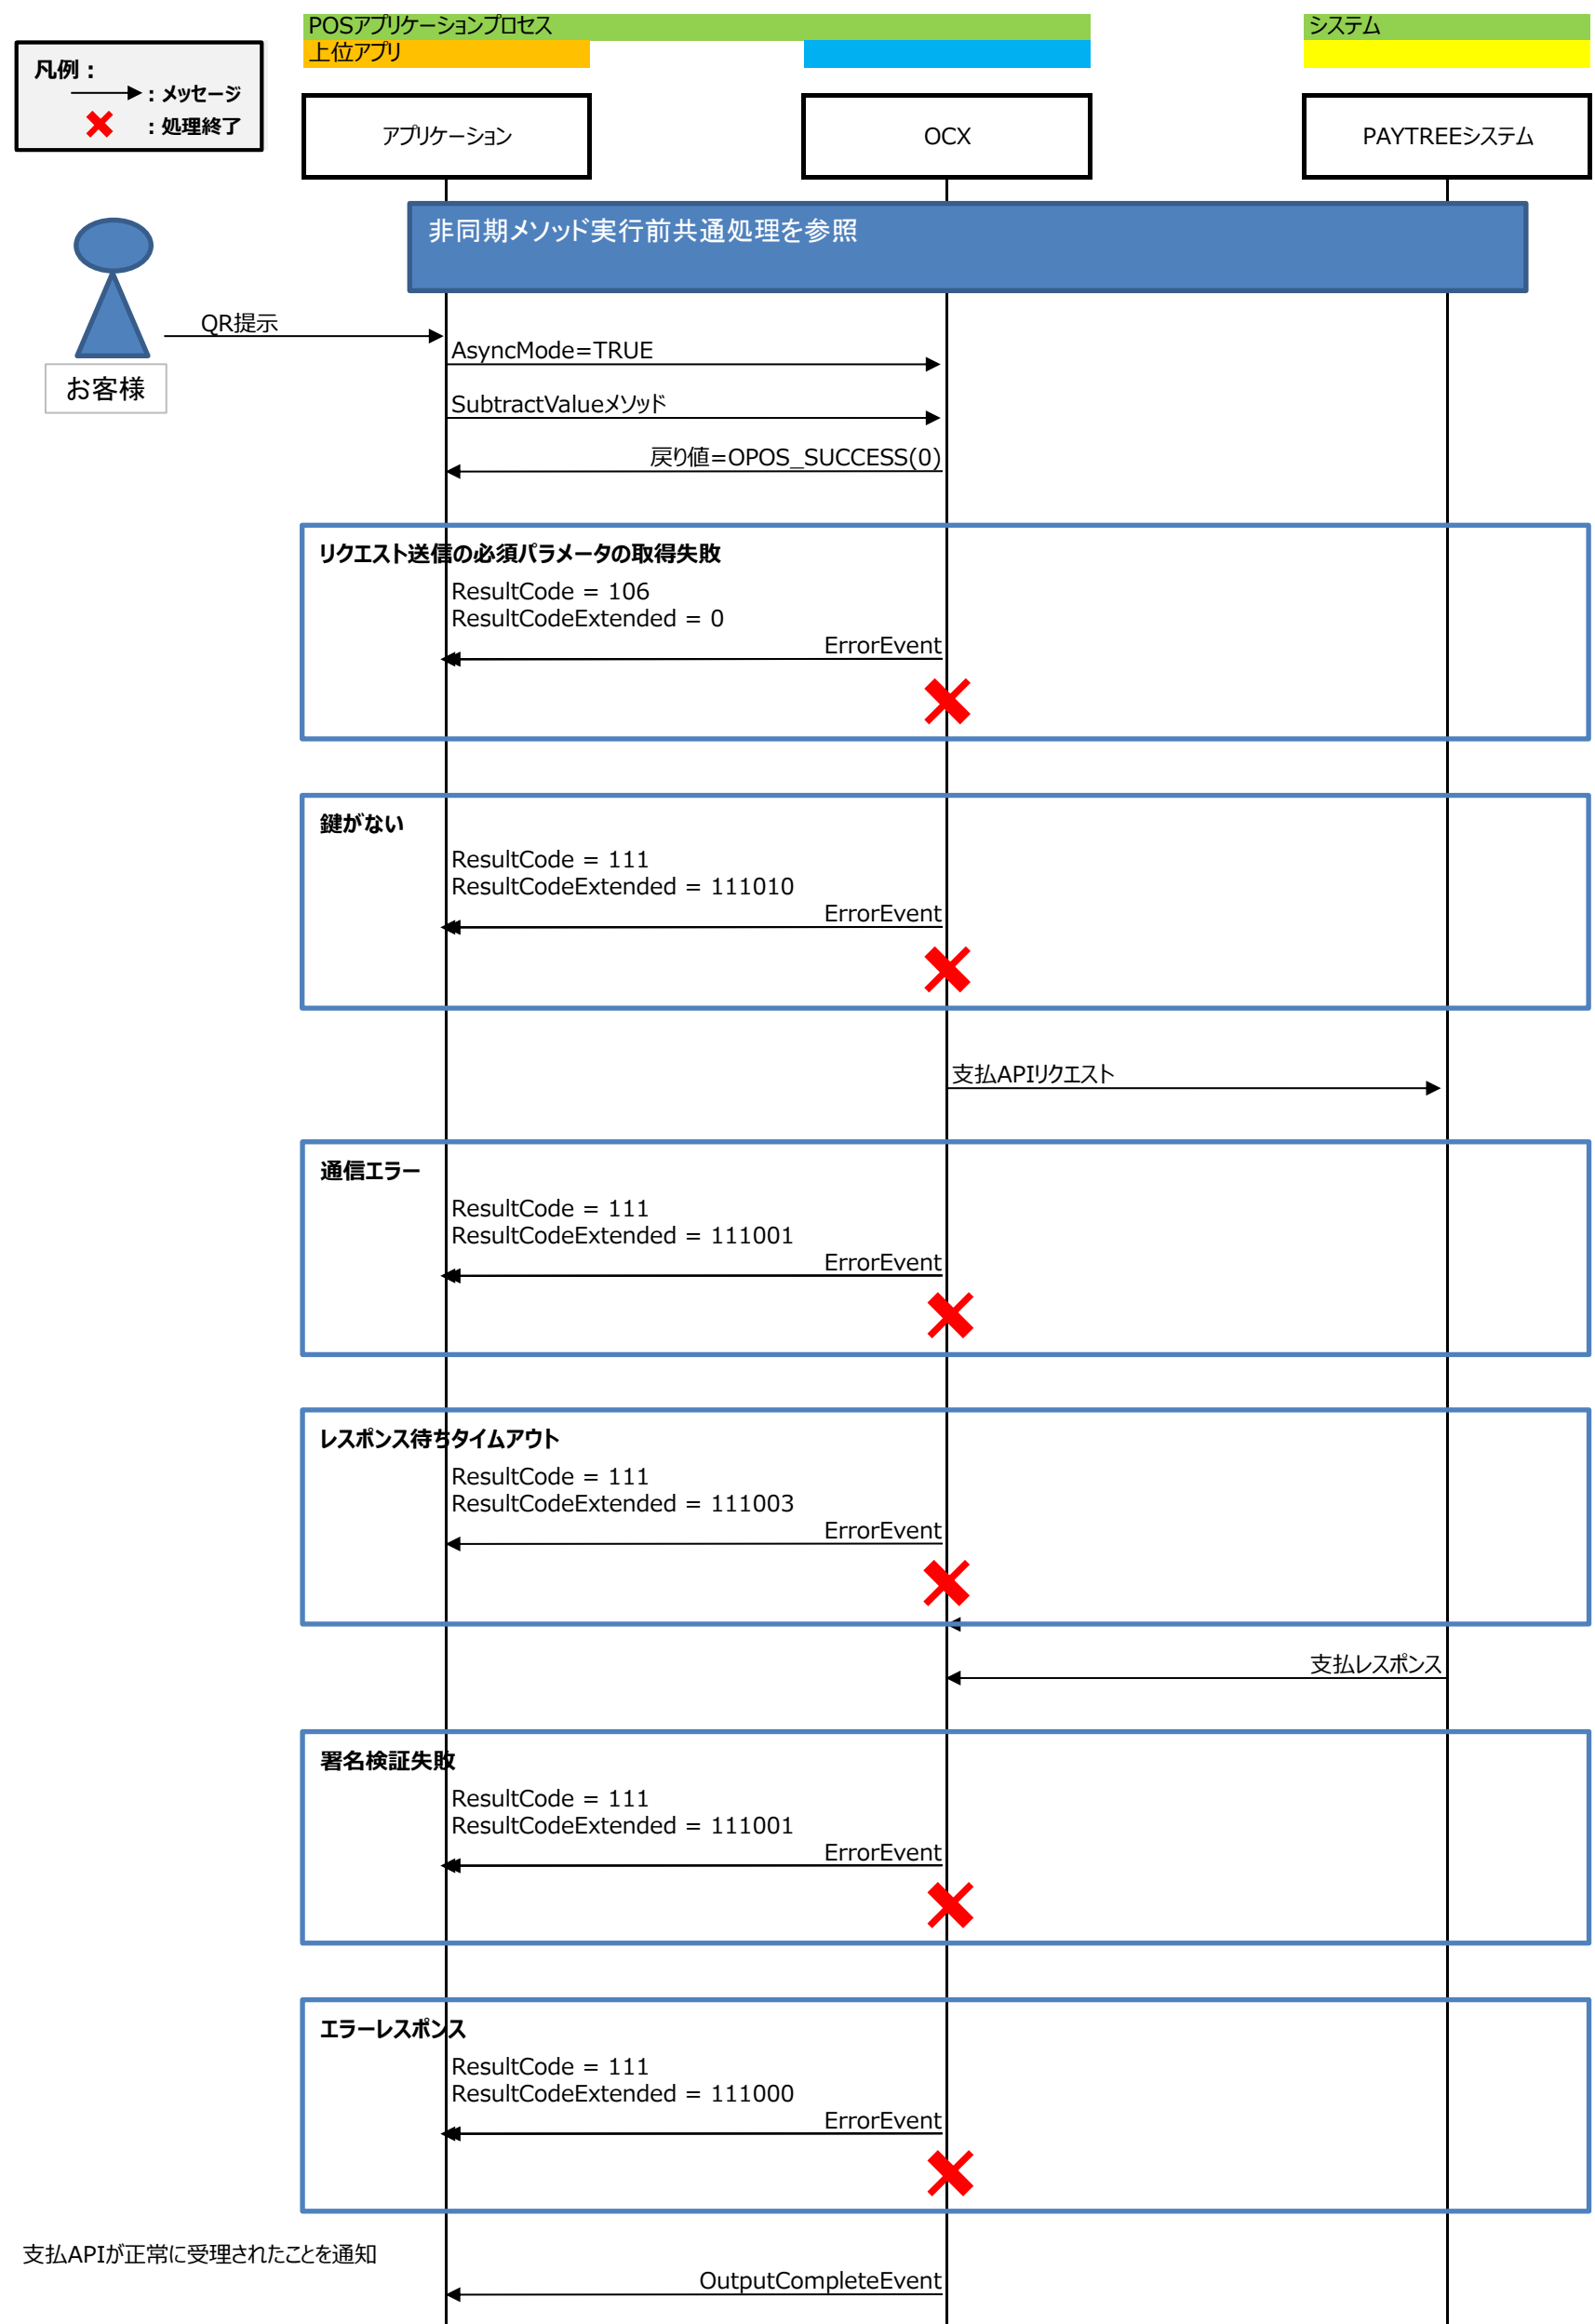 POSアプリケーションプロセス
システム
上位アプリ
凡例：
：メッセージ
：処理終了
アプリケーション
OCX
PAYTREEシステム
非同期メソッド実行前共通処理を参照
QR提示
お客様
AsyncMode=TRUE
SubtractValueメソッド
戻り値=OPOS_SUCCESS(0)
リクエスト送信の必須パラメータの取得失敗
ResultCode = 106
ResultCodeExtended = 0
ErrorEvent
鍵がない
ResultCode = 111
ResultCodeExtended = 111010
ErrorEvent
支払APIリクエスト
通信エラー
ResultCode = 111
ResultCodeExtended = 111001
ErrorEvent
レスポンス待ちタイムアウト
ResultCode = 111
ResultCodeExtended = 111003
ErrorEvent
支払レスポンス
署名検証失敗
ResultCode = 111
ResultCodeExtended = 111001
ErrorEvent
エラーレスポンス
ResultCode = 111
ResultCodeExtended = 111000
ErrorEvent
支払APIが正常に受理されたことを通知
OutputCompleteEvent